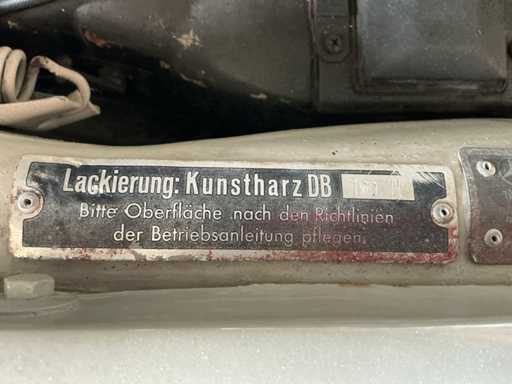 Lackierung: Kunstharz DB
Bitte Oberfläche nach den Richtlinien
der Betriebsanleitung pflegen.